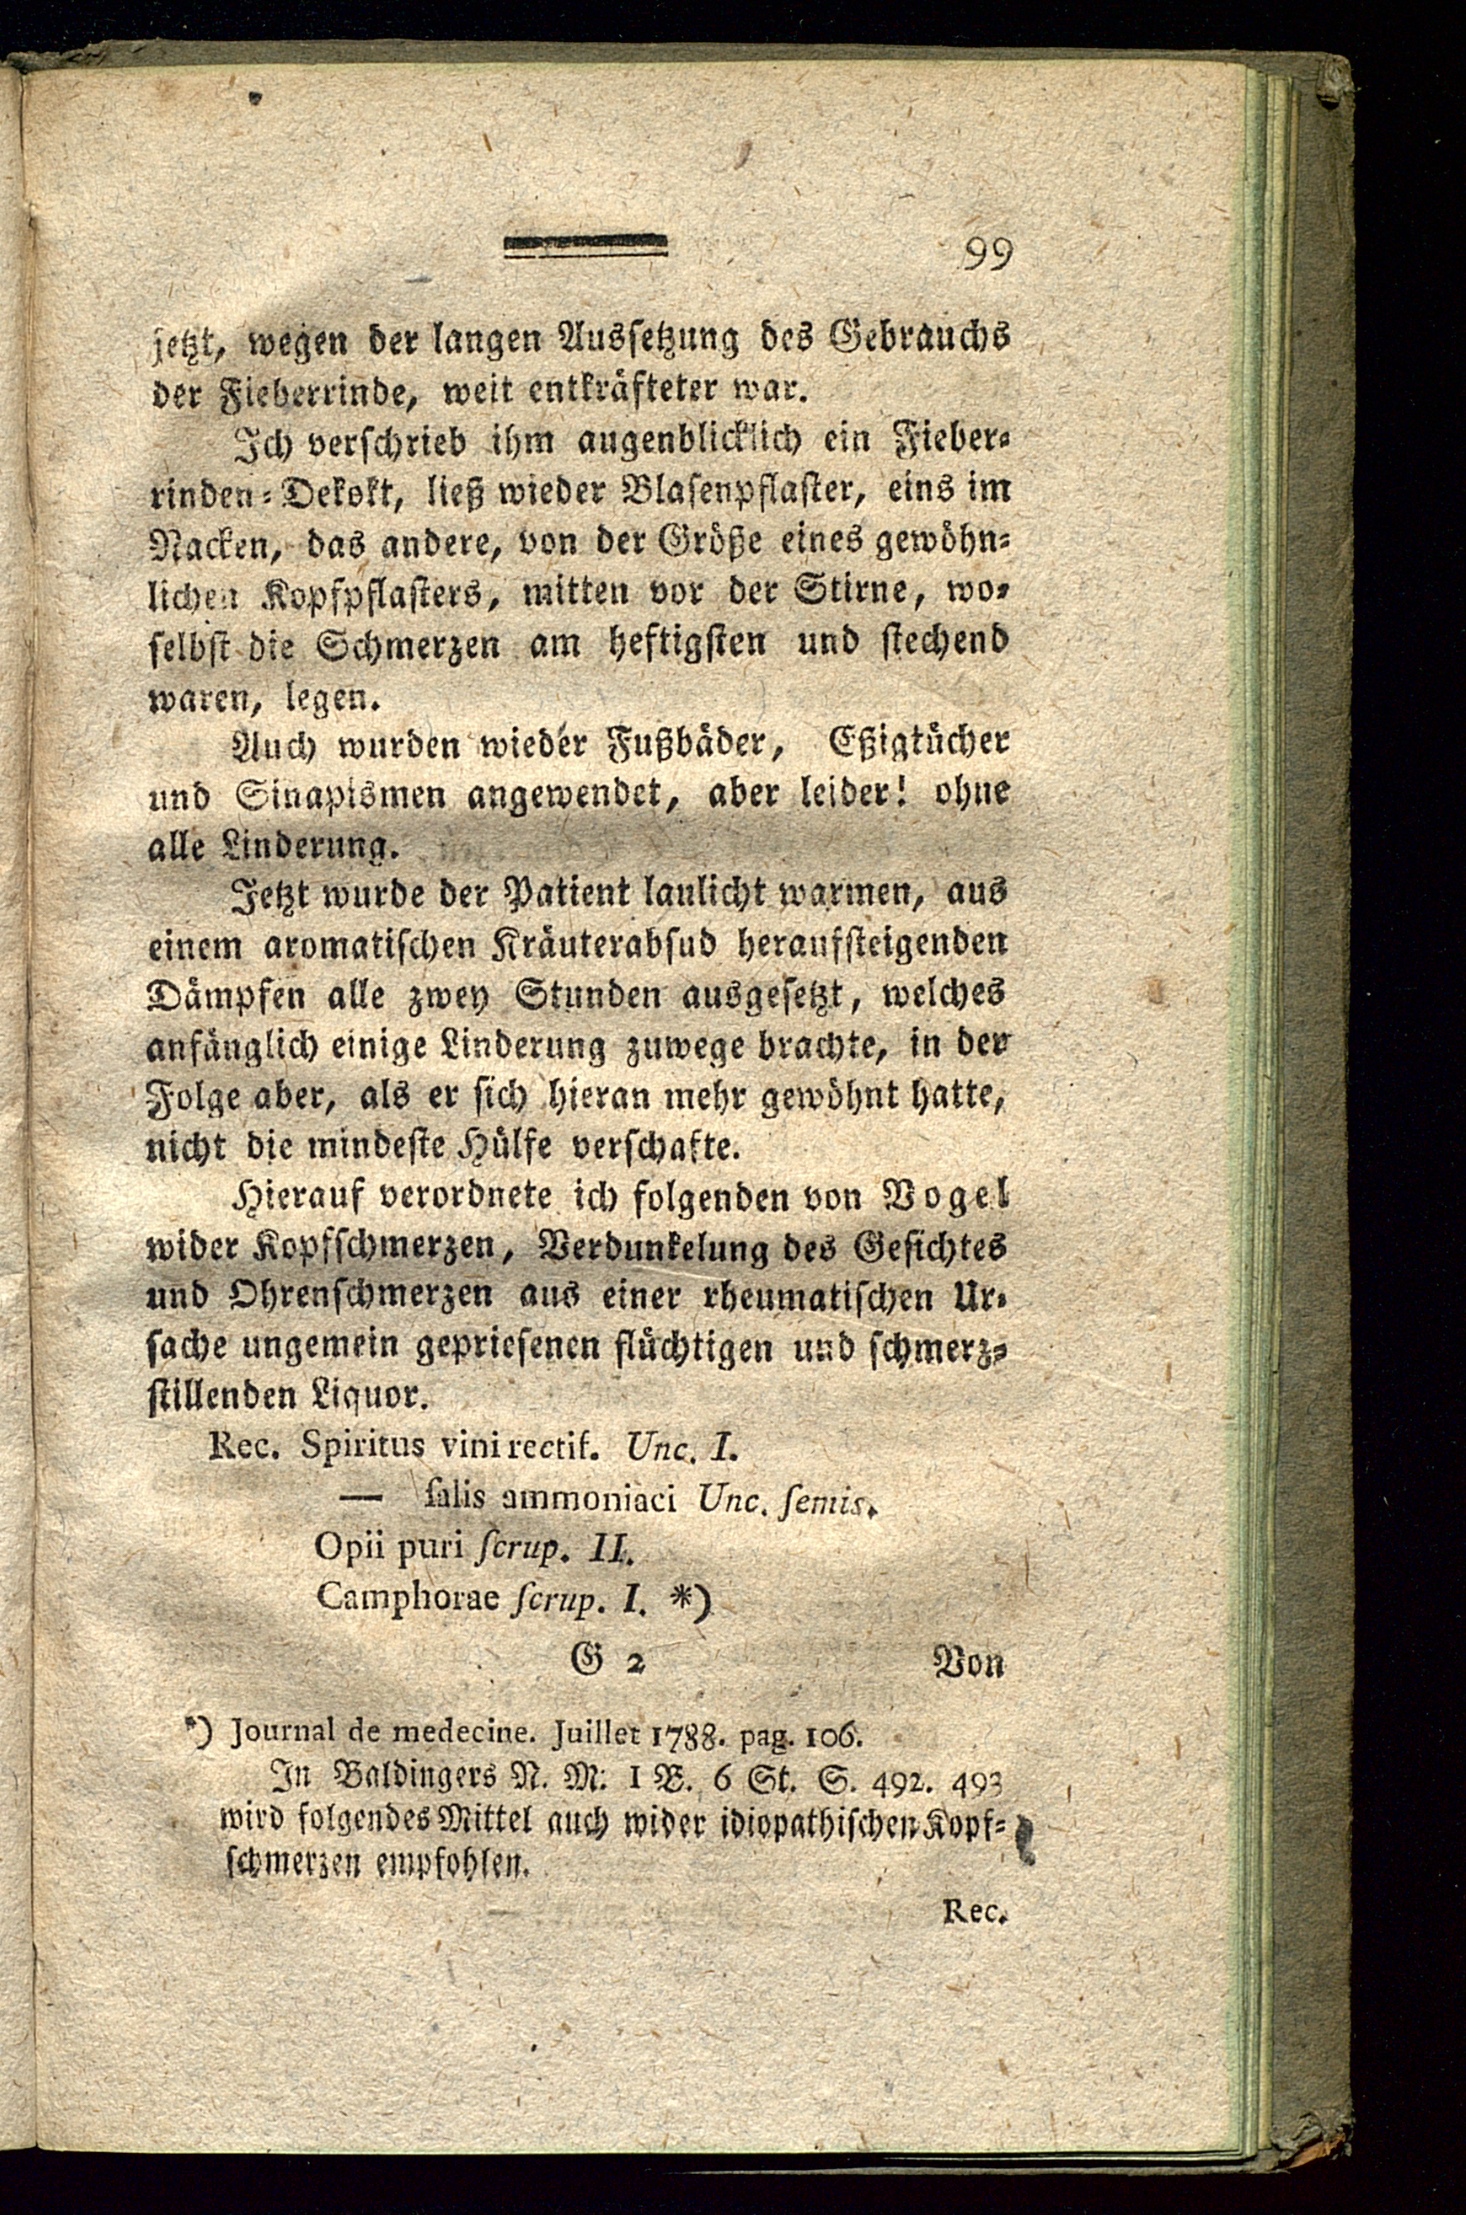 99
jetzt, wegen der langen Aussetzung des Gebrauchs
der Fieberrinde, weit entkräfteter war.
Ich verschrieb ihm augenblicklich ein Fieber⸗
rinden⸗Dekokt, ließ wieder Blasenpflaster, eins im
Nacken, das andere, von der Größe eines gewöhn⸗
lichen Kopfpflasters, mitten vor der Stirne, wo⸗
selbst die Schmerzen am heftigsten und stechend
waren, legen.
Auch wurden wieder Fußbäder, Eßigtücher
und Sinapismen angewendet, aber leider! ohne
alle Linderung.
Jetzt wurde der Patient laulicht warmen, aus
einem aromatischen Kräuterabsud heraufsteigenden
Dämpfen alle zwey Stunden ausgesetzt, welches
anfänglich einige Linderung zuwege brachte, in der
Folge aber, als er sich hieran mehr gewöhnt hatte,
nicht die mindeste Hülfe verschafte.
Hierauf verordnete ich folgenden von Vogel
wider Kopfschmerzen, Verdunkelung des Gesichtes
und Ohrenschmerzen aus einer rheumatischen Ur⸗
sache ungemein gepriesenen flüchtigen und schmerz⸗
stillenden Liquor.
Rec. Spiritus vini rectif. Unc. I.
— ſalis ammoniaci Unc. ſemis.
Opii puri ſcrup. II.
Camphorae ſcrup. I. *)
G 2 Von
*) Journal de medecine. Juillet 1788. pag. 106.
In Baldingers N. M. 1 B. 6 St. S. 492. 493
wird folgendes Mittel auch wider idiopathischen Kopf⸗
schmerzen empfohlen.
Rec.